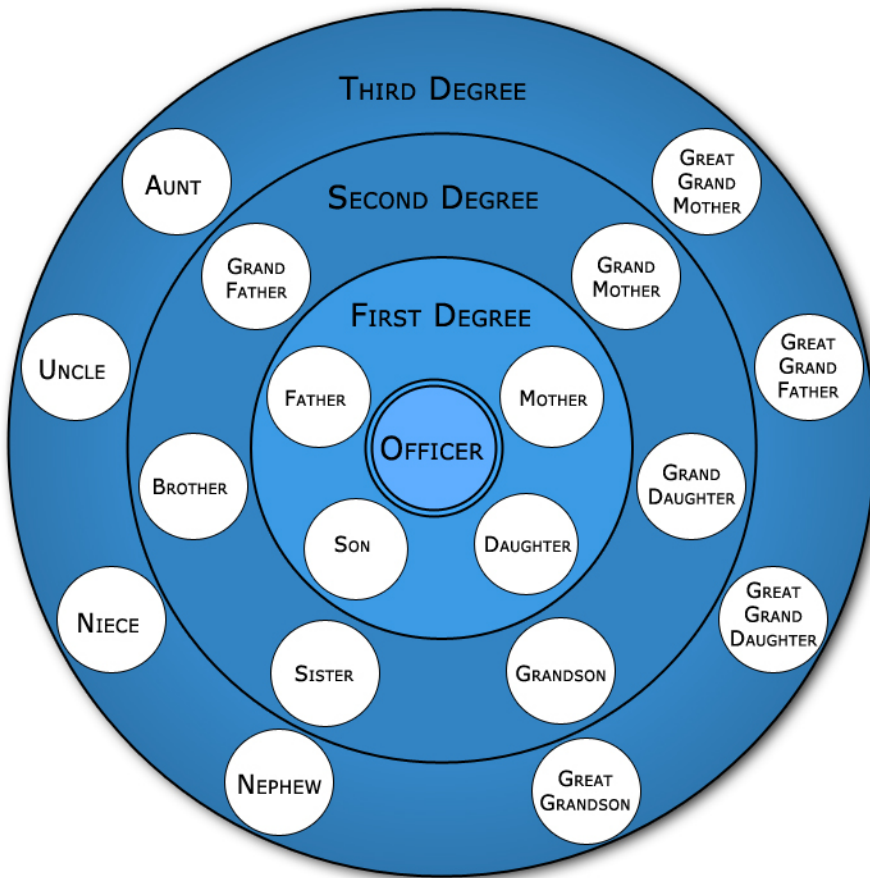 Third Degree
Aunt
Great
Grand
Mother
Second Degree
Grand
Father
Grand
Mother
First Degree
Uncle
Great
Grand
Father
Father
Mother
Officer
Brother
Grand
Daughter
Son
Daughter
Niece
Great
Grand
Daughter
Sister
Grandson
Nephew
Great
Grandson